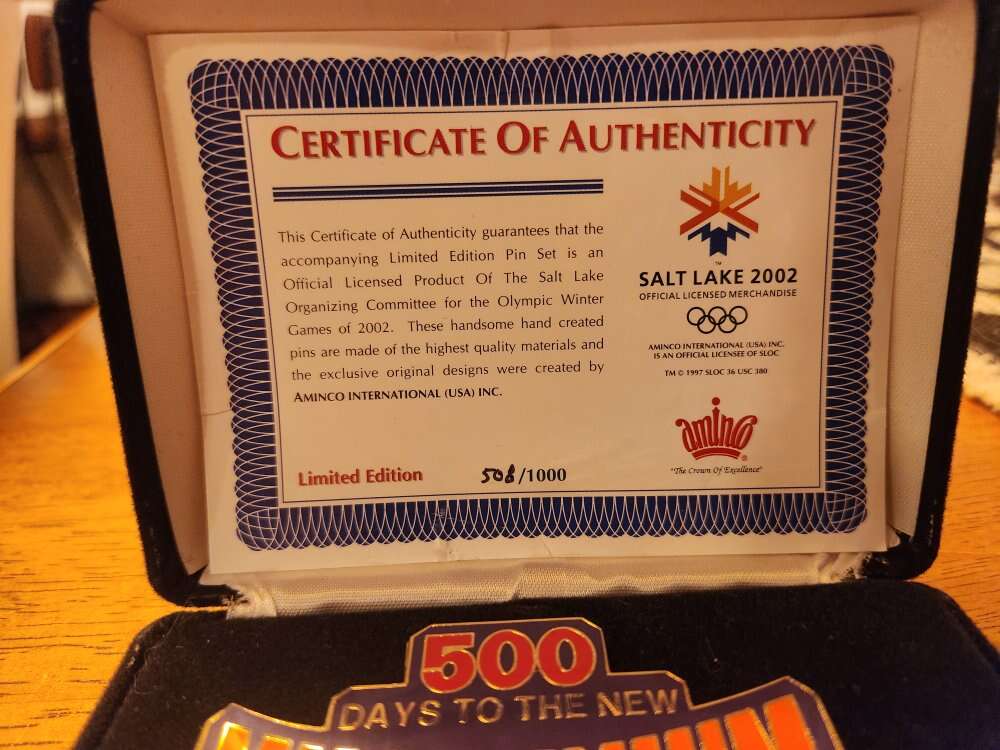 CERTIFICATE OF AUTHENTICITY
This Certificate of Authenticity guarantees that the
accompanying Limited Edition Pin Set is an
Official Licensed Product Of The Salt Lake
Organizing Committee for the Olympic Winter
Games of 2002. These handsome hand created
pins are made of the highest quality materials and
the exclusive original designs were created by
AMINCO INTERNATIONAL (USA) INC.
Limited Edition 508/1000
TM
SALT LAKE 2002
OFFICIAL LICENSED MERCHANDISE
AMINCO INTERNATIONAL (USA) INC.
IS AN OFFICIAL LICENSEE OF SLOC
TM © 1997 SLOC 36 USC 380
aminco®
"The Crown Of Excellence"
500
DAYS TO THE NEW